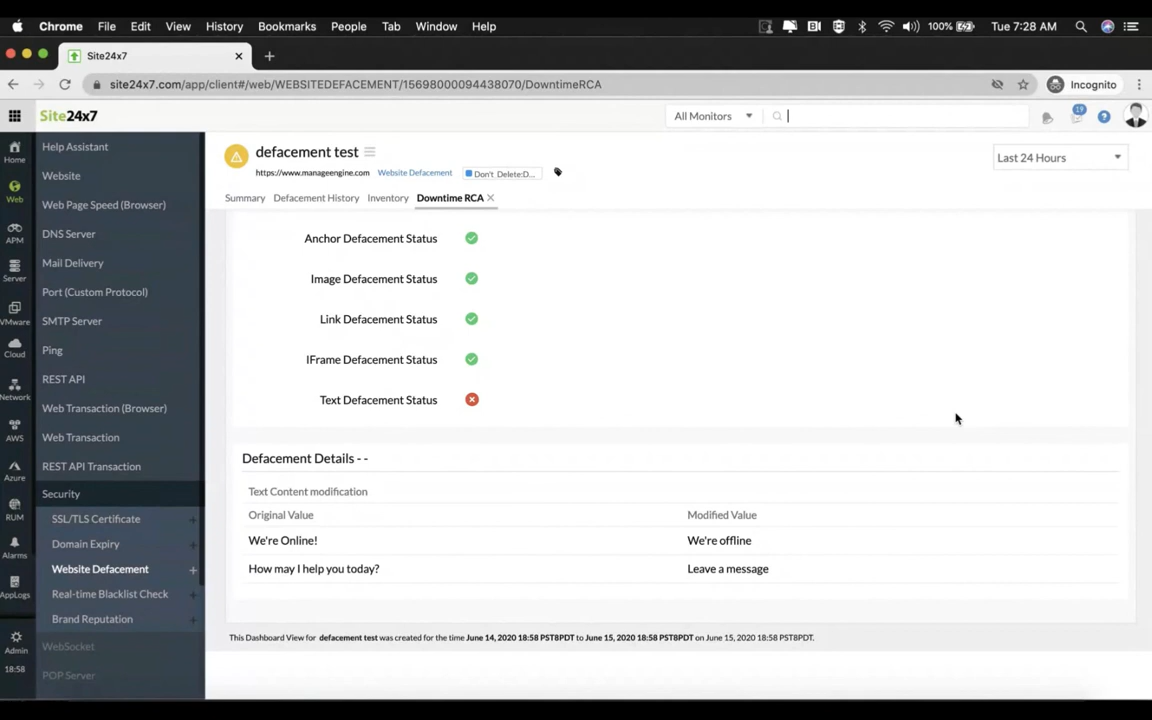 Chrome File Edit View History Bookmarks People Tab Window Help 100% Tue 7:28 AM
Site24x7
site24x7.com/app/client#/web/WEBSITEDEFACEMENT/15698000094438070/DowntimeRCA Incognito
Site24x7 All Monitors 19
Home
Web
APM
Server
VMware
Cloud
Network
AWS
Azure
RUM
Alarms
AppLogs
Admin
18:58
Help Assistant
Website
Web Page Speed (Browser)
DNS Server
Mail Delivery
Port (Custom Protocol)
SMTP Server
Ping
REST API
Web Transaction (Browser)
Web Transaction
REST API Transaction
Security
SSL/TLS Certificate +
Domain Expiry +
Website Defacement +
Real-time Blacklist Check +
Brand Reputation +
WebSocket
POP Server
defacement test
https://www.manageengine.com Website Defacement Don't_Delete:D...
Last 24 Hours
Summary Defacement History Inventory Downtime RCA
Anchor Defacement Status
Image Defacement Status
Link Defacement Status
IFrame Defacement Status
Text Defacement Status
Defacement Details - -
Text Content modification
Original Value Modified Value
We're Online! We're offline
How may I help you today? Leave a message
This Dashboard View for defacement test was created for the time June 14, 2020 18:58 PST8PDT to June 15, 2020 18:58 PST8PDT on June 15, 2020 18:58 PST8PDT.